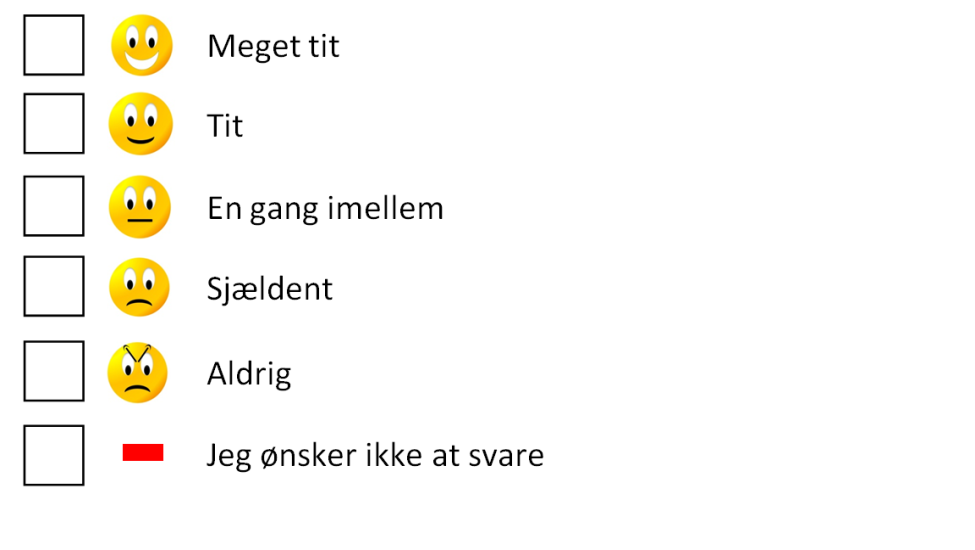 Meget tit
Tit
En gang imellem
Sjældent
Aldrig
Jeg ønsker ikke at svare